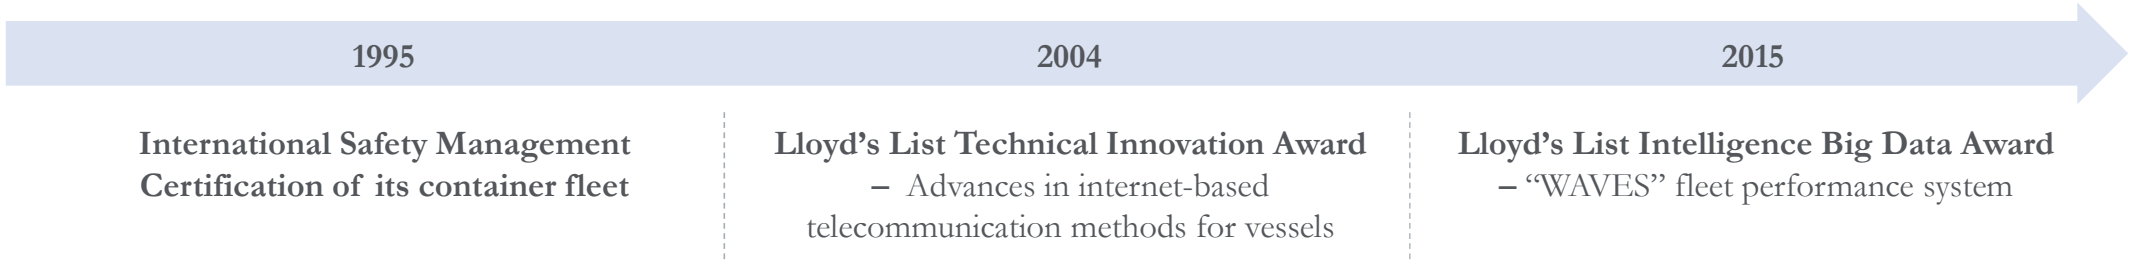 1995
2004
2015
International Safety Management
Certification of its container fleet
Lloyd's List Technical Innovation Award
– Advances in internet-based
telecommunication methods for vessels
Lloyd's List Intelligence Big Data Award
– “WAVES” fleet performance system